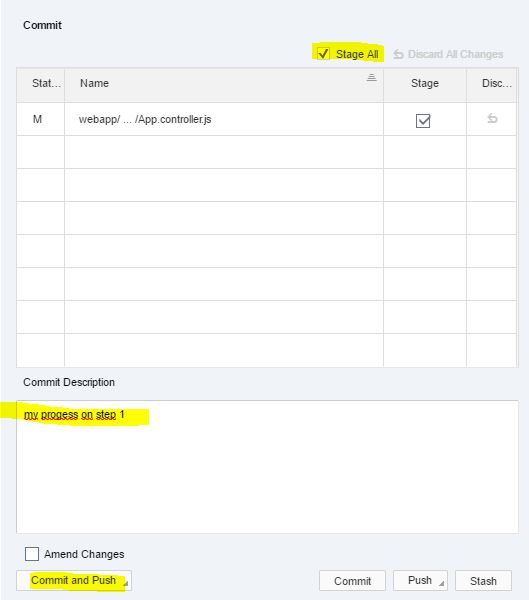 Commit
Stage All Discard All Changes
Stat... Name Stage Disc...
M webapp/ ... /App.controller.js
Commit Description
my progess on step 1
Amend Changes
Commit and Push Commit Push Stash